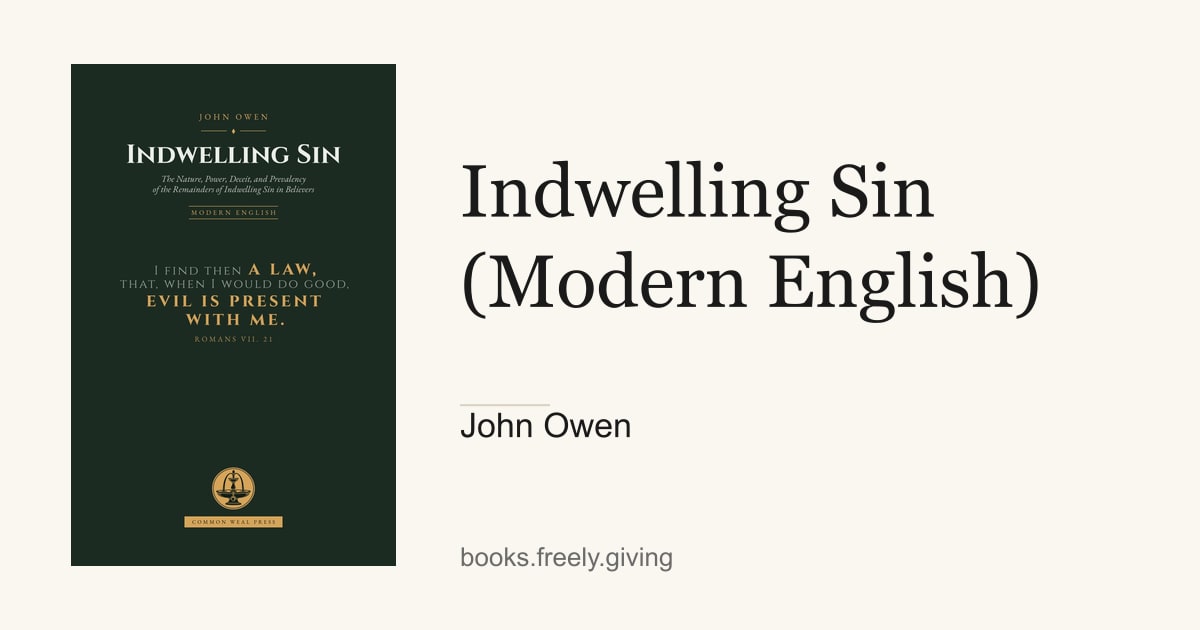 JOHN OWEN
INDWELLING SIN
The Nature, Power, Deceit, and Prevalency
of the Remainders of Indwelling Sin in Believers
MODERN ENGLISH
I FIND THEN A LAW,
THAT, WHEN I WOULD DO GOOD,
EVIL IS PRESENT
WITH ME.
ROMANS VII. 21
COMMON WEAL PRESS
Indwelling Sin
(Modern English)
John Owen
books.freely.giving